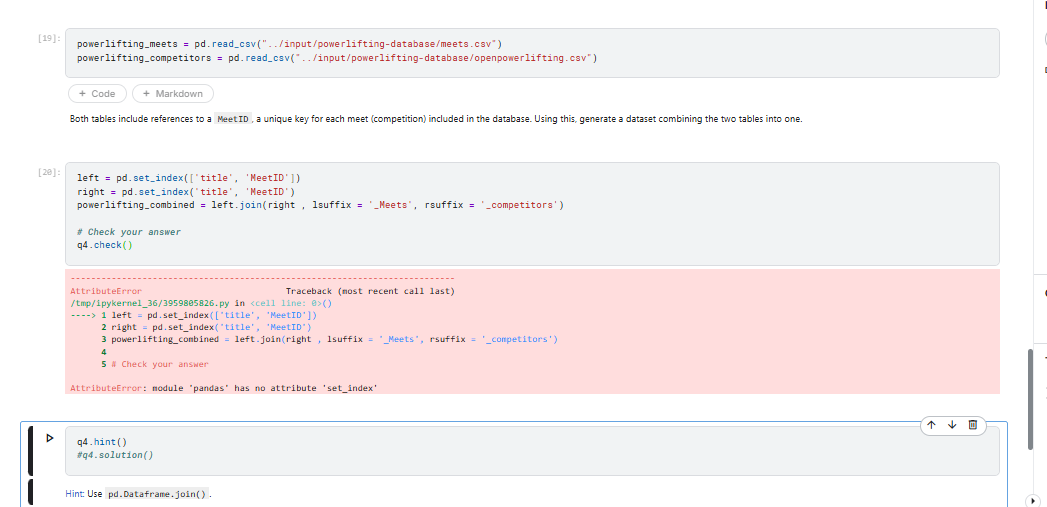 [19]:
powerlifting_meets = pd.read_csv("../input/powerlifting-database/meets.csv")
powerlifting_competitors = pd.read_csv("../input/powerlifting-database/openpowerlifting.csv")
+ Code + Markdown
Both tables include references to a MeetID, a unique key for each meet (competition) included in the database. Using this, generate a dataset combining the two tables into one.
[20]:
left = pd.set_index(['title', 'MeetID'])
right = pd.set_index('title', 'MeetID')
powerlifting_combined = left.join(right , lsuffix = '_Meets', rsuffix = '_competitors')
# Check your answer
q4.check()
---------------------------------------------------------------------------
AttributeError Traceback (most recent call last)
/tmp/ipykernel_36/3959805826.py in <cell line: 0>()
----> 1 left = pd.set_index(['title', 'MeetID'])
2 right = pd.set_index('title', 'MeetID')
3 powerlifting_combined = left.join(right , lsuffix = '_Meets', rsuffix = '_competitors')
4
5 # Check your answer
AttributeError: module 'pandas' has no attribute 'set_index'
q4.hint()
#q4.solution()
Hint: Use pd.Dataframe.join().